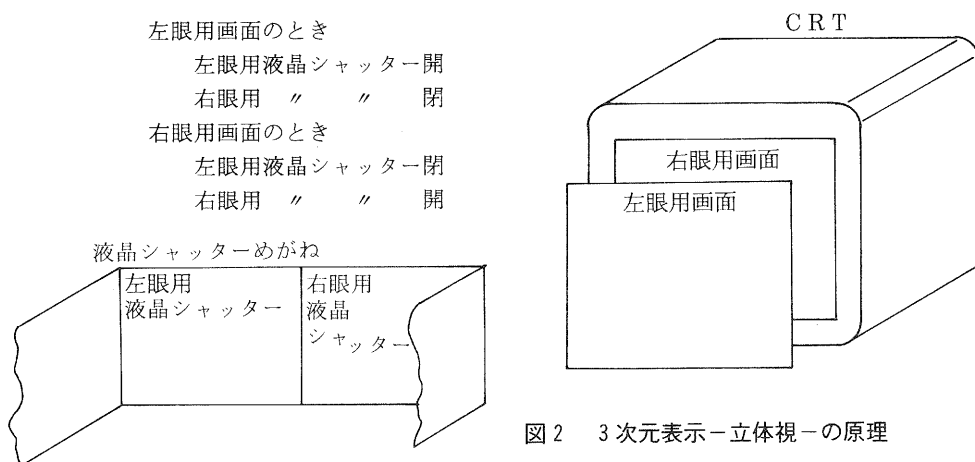 左眼用画面のとき
左眼用液晶シャッター開
右眼用 〃 〃 閉
右眼用画面のとき
左眼用液晶シャッター閉
右眼用 〃 〃 開
液晶シャッターめがね
左眼用
液晶シャッター
右眼用
液晶
シャッター
CRT
右眼用画面
左眼用画面
図2 3次元表示-立体視-の原理